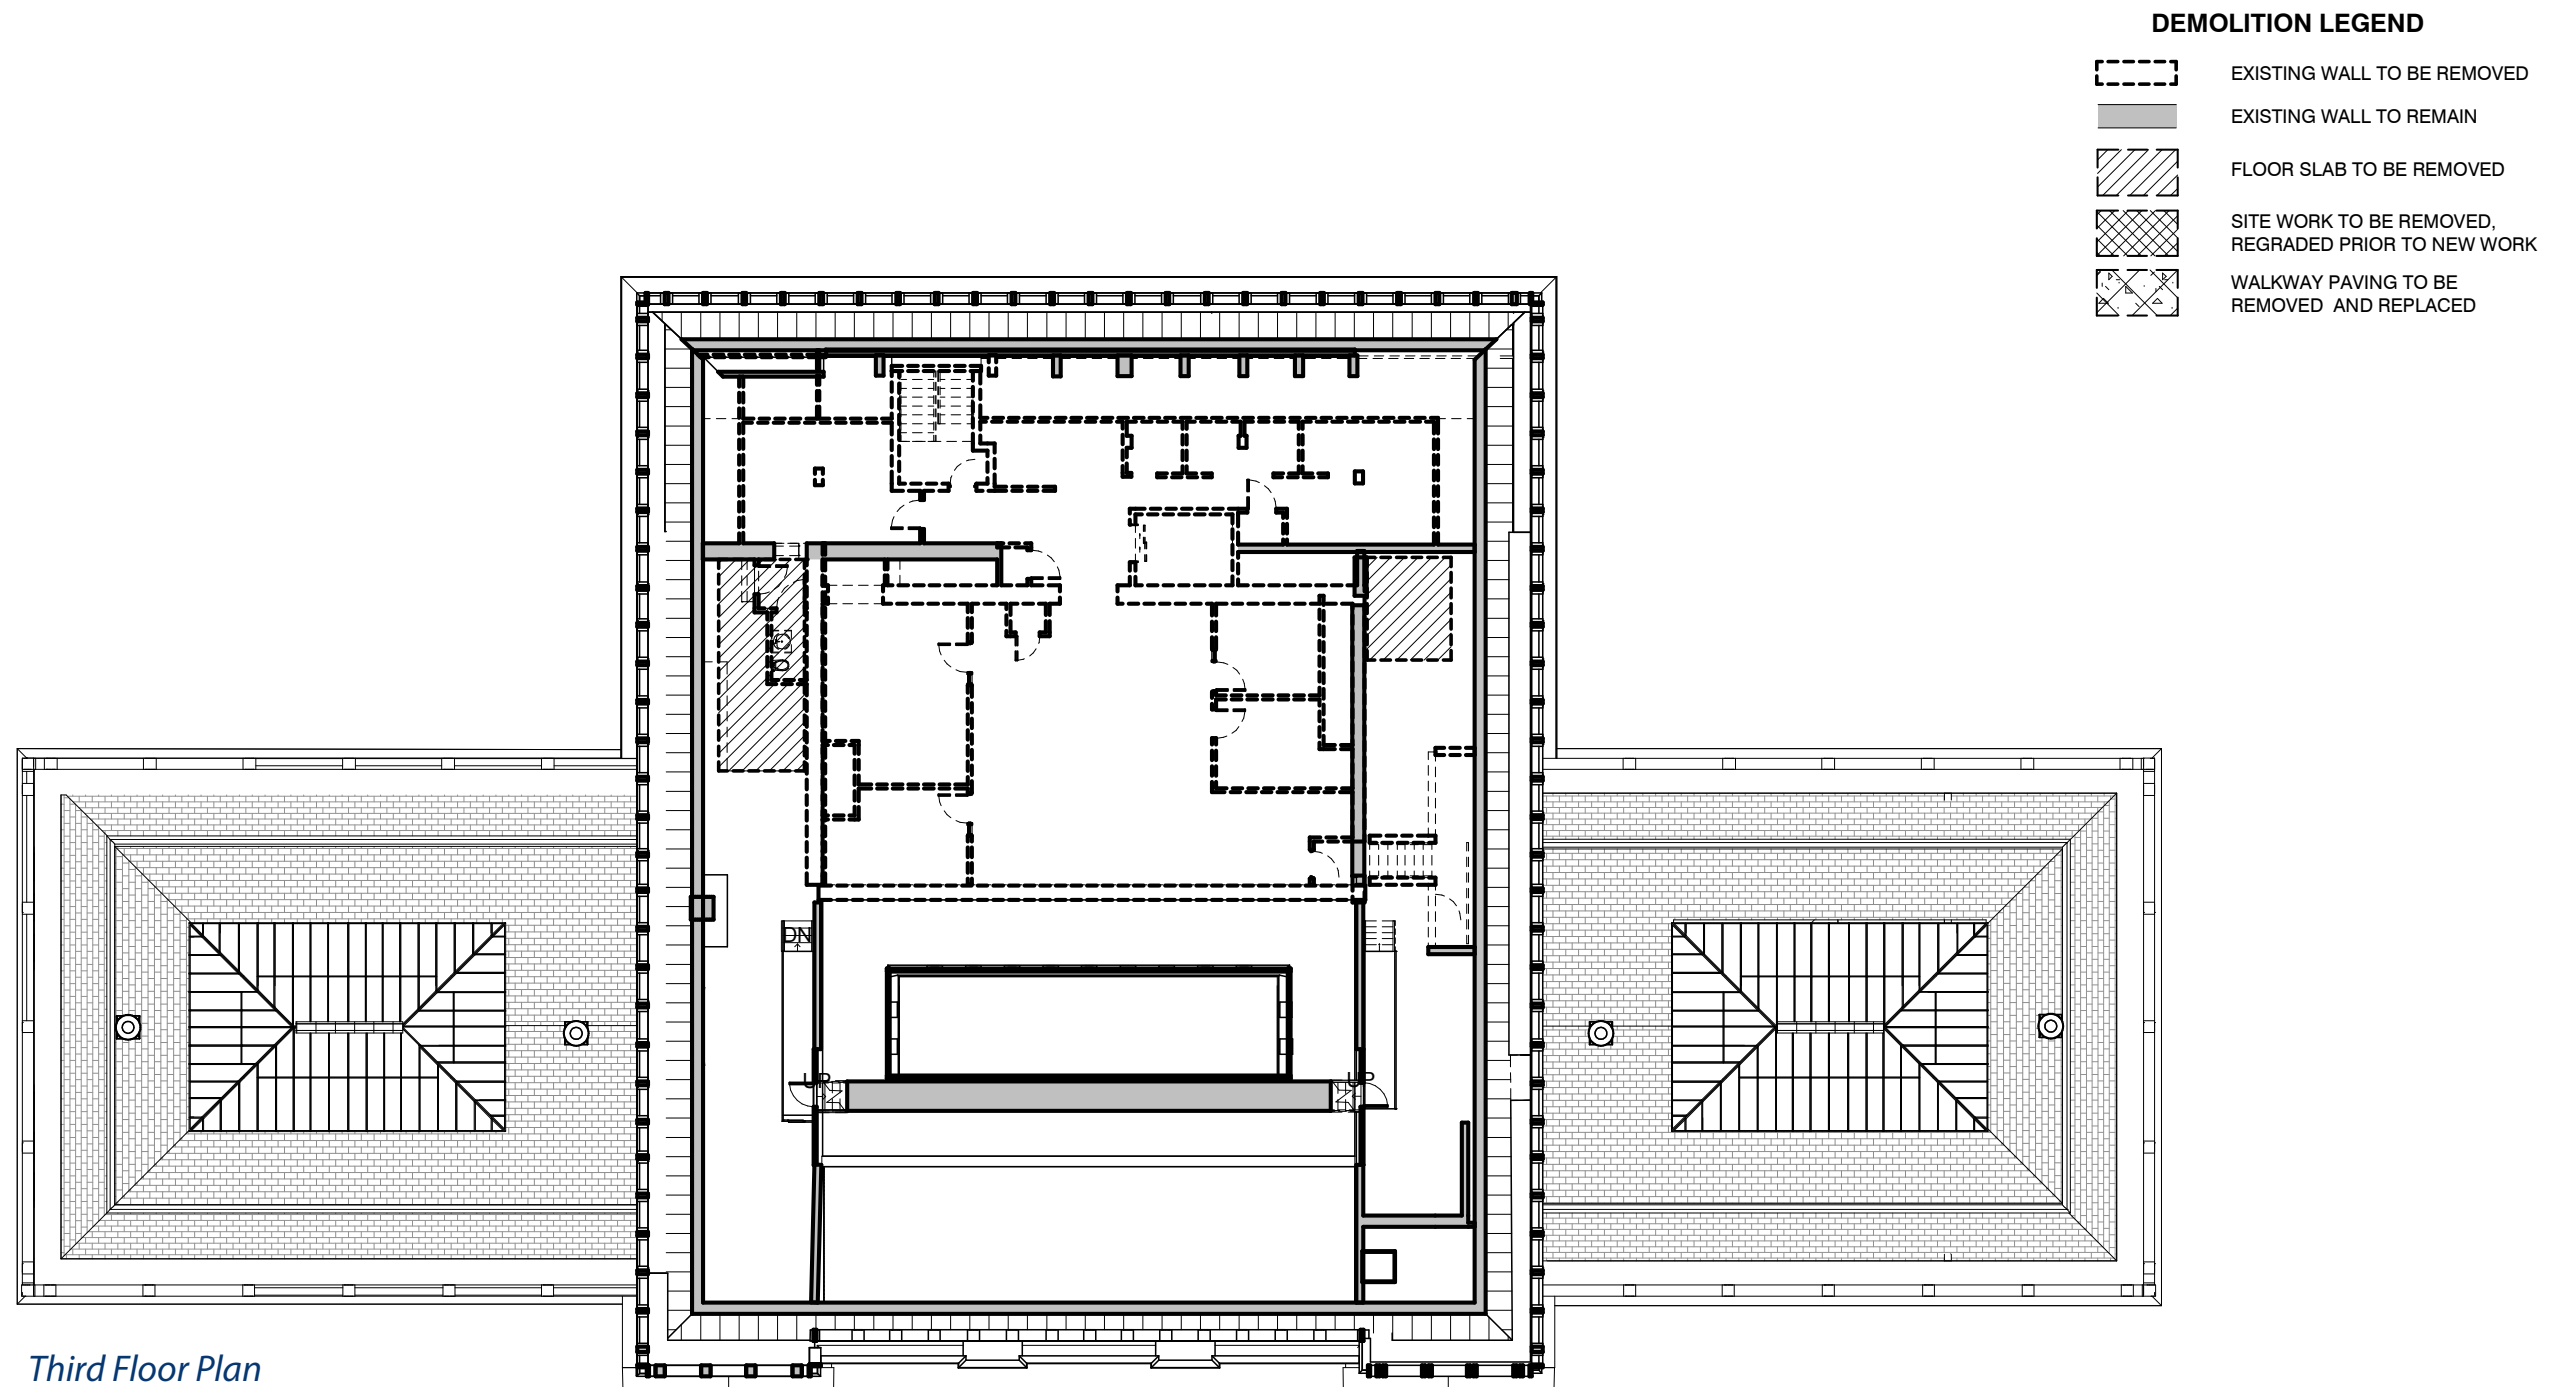 DEMOLITION LEGEND
EXISTING WALL TO BE REMOVED
EXISTING WALL TO REMAIN
FLOOR SLAB TO BE REMOVED
SITE WORK TO BE REMOVED,
REGRADED PRIOR TO NEW WORK
WALKWAY PAVING TO BE
REMOVED AND REPLACED
DN
UP
UP
Third Floor Plan